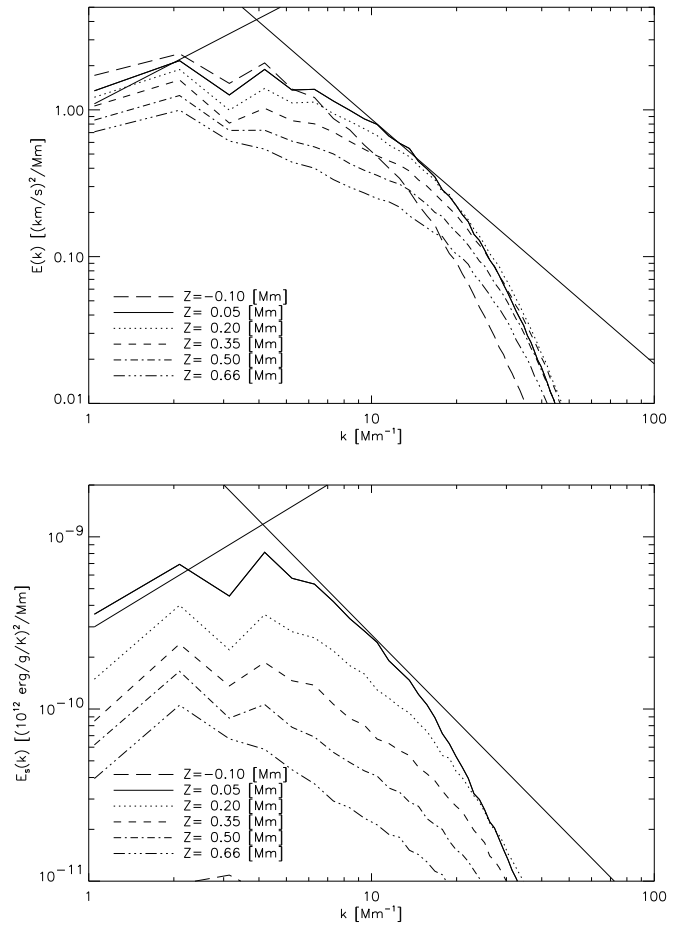 1.00
0.10
0.01
E(k) [(km/s)²/Mm]
Z=−0.10 [Mm]
Z= 0.05 [Mm]
Z= 0.20 [Mm]
Z= 0.35 [Mm]
Z= 0.50 [Mm]
Z= 0.66 [Mm]
1 10 100
k [Mm⁻¹]
10⁻⁹
10⁻¹⁰
10⁻¹¹
Eₛ(k) [(10¹² erg/g/K)²/Mm]
Z=−0.10 [Mm]
Z= 0.05 [Mm]
Z= 0.20 [Mm]
Z= 0.35 [Mm]
Z= 0.50 [Mm]
Z= 0.66 [Mm]
1 10 100
k [Mm⁻¹]